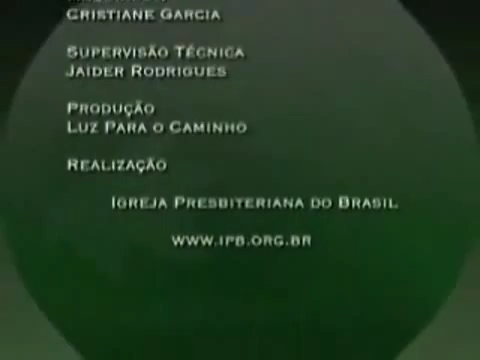 Cristiane Garcia
Supervisão Técnica
Jaider Rodrigues
Produção
Luz Para o Caminho
Realização
Igreja Presbiteriana do Brasil
www.ipb.org.br